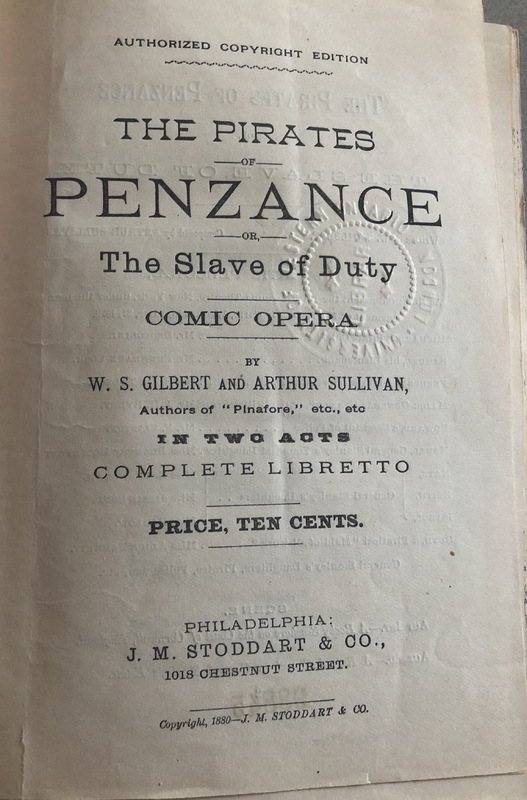 AUTHORIZED COPYRIGHT EDITION
THE PIRATES
OF
PENZANCE
OR,
The Slave of Duty
COMIC OPERA
BY
W. S. GILBERT AND ARTHUR SULLIVAN,
Authors of "Pinafore," etc., etc
IN TWO ACTS
COMPLETE LIBRETTO
PRICE, TEN CENTS.
PHILADELPHIA:
J. M. STODDART & CO.,
1018 CHESTNUT STREET.
Copyright, 1880—J. M. STODDART & CO.